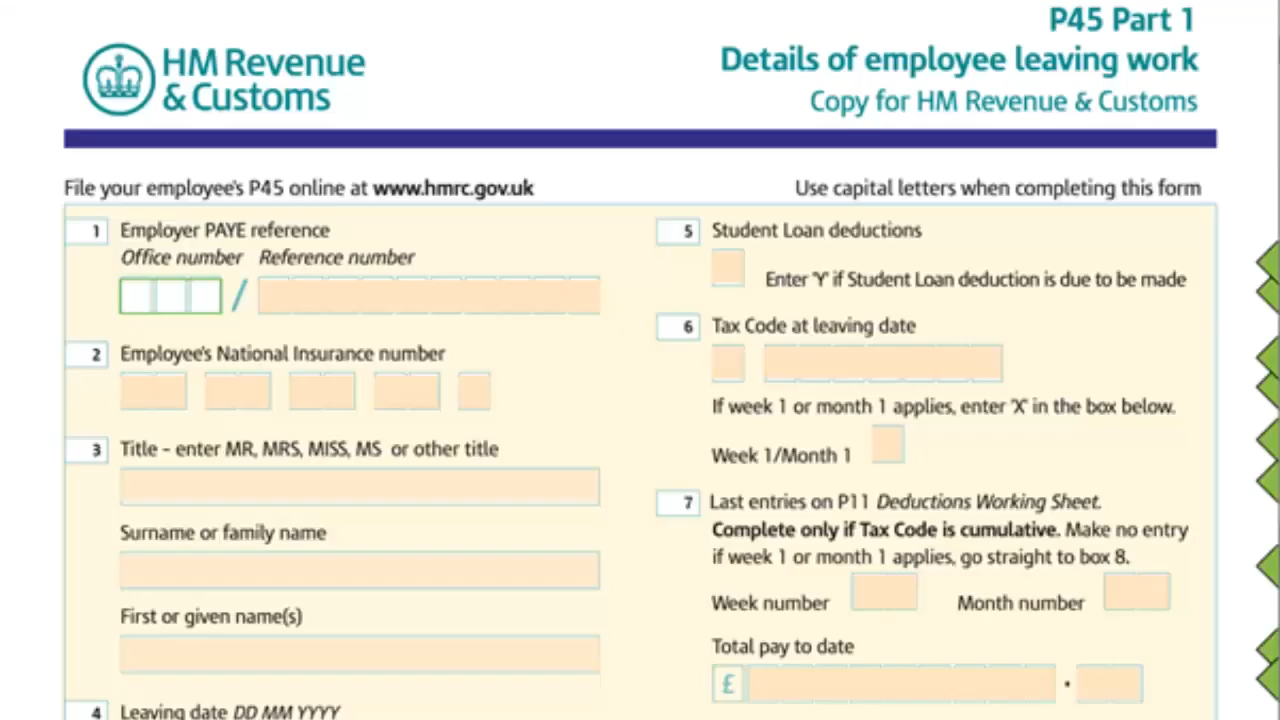 P45 Part 1
HM Revenue
& Customs
Details of employee leaving work
Copy for HM Revenue & Customs
File your employee's P45 online at www.hmrc.gov.uk
Use capital letters when completing this form
1 Employer PAYE reference
Office number Reference number
/
2 Employee's National Insurance number
3 Title – enter MR, MRS, MISS, MS or other title
Surname or family name
First or given name(s)
4 Leaving date DD MM YYYY
5 Student Loan deductions
Enter 'Y' if Student Loan deduction is due to be made
6 Tax Code at leaving date
If week 1 or month 1 applies, enter 'X' in the box below.
Week 1/Month 1
7 Last entries on P11 Deductions Working Sheet.
Complete only if Tax Code is cumulative. Make no entry
if week 1 or month 1 applies, go straight to box 8.
Week number Month number
Total pay to date
£ .